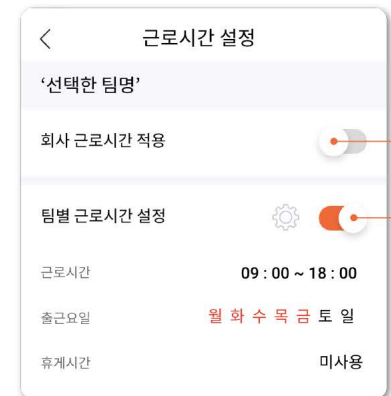 근로시간 설정
‘선택한 팀명’
회사 근로시간 적용
팀별 근로시간 설정
근로시간 09 : 00 ~ 18 : 00
출근요일 월 화 수 목 금 토 일
휴게시간 미사용